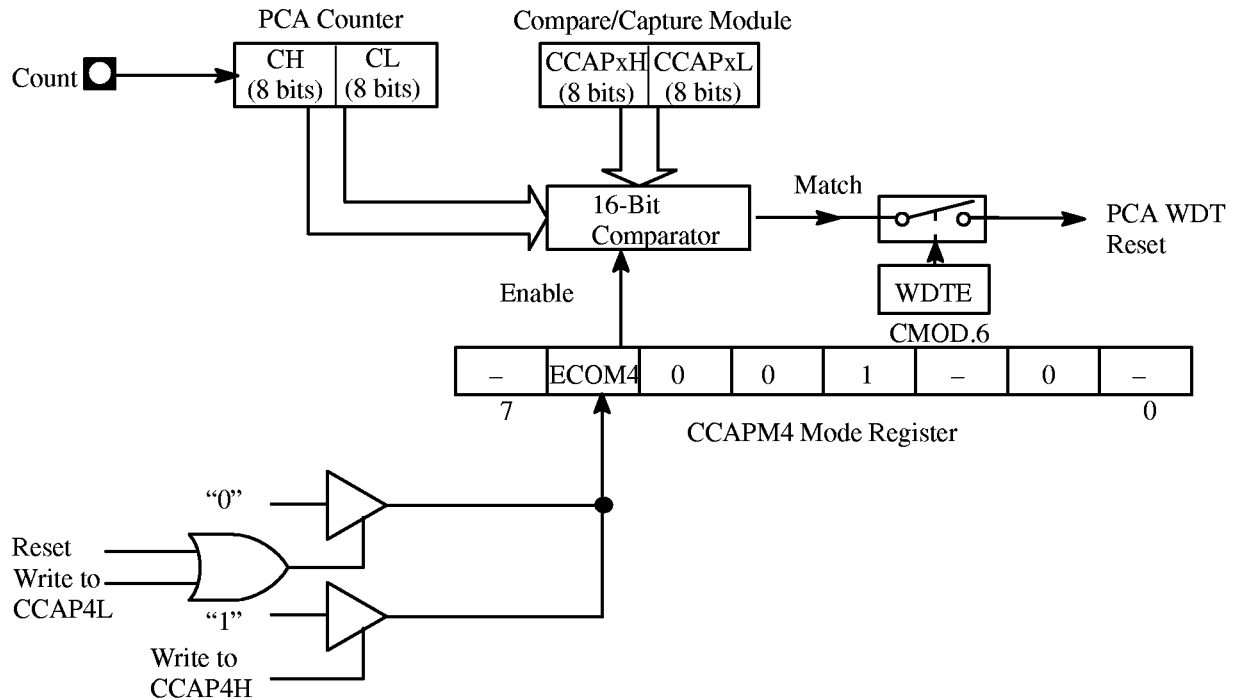 PCA Counter
Compare/Capture Module
Count
CH
(8 bits)
CL
(8 bits)
CCAPxH
(8 bits)
CCAPxL
(8 bits)
16-Bit
Comparator
Match
PCA WDT
Reset
Enable
WDTE
CMOD.6
– ECOM4 0 0 1 – 0 –
7 0
CCAPM4 Mode Register
“0”
Reset
Write to
CCAP4L
“1”
Write to
CCAP4H